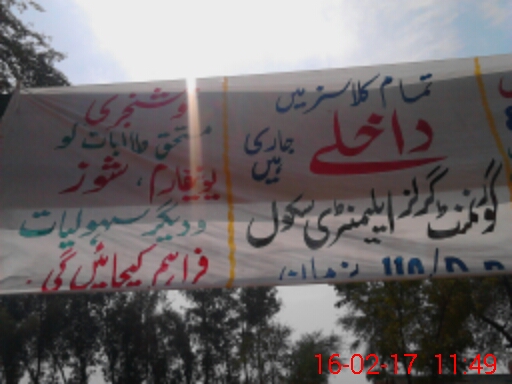 تمام کلاسز میں
داخلے جاری ہیں
گورنمنٹ گرلز ایلیمنٹری سکول
110/D.B
خوشخبری
مستحق طالبات کو
یونیفارم، شوز
و دیگر سہولیات
فراہم کیجائیں گی۔
16-02-17 11:49